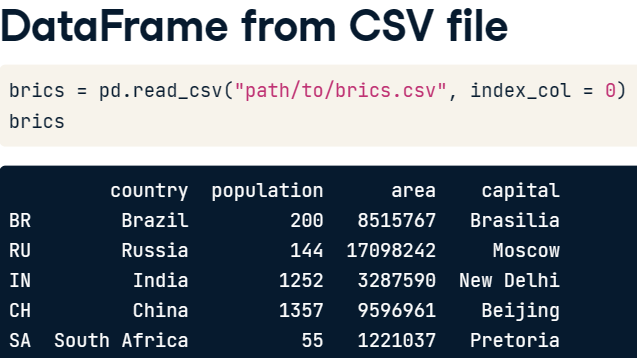 DataFrame from CSV file
brics = pd.read_csv("path/to/brics.csv", index_col = 0)
brics
country population area capital
BR Brazil 200 8515767 Brasilia
RU Russia 144 17098242 Moscow
IN India 1252 3287590 New Delhi
CH China 1357 9596961 Beijing
SA South Africa 55 1221037 Pretoria